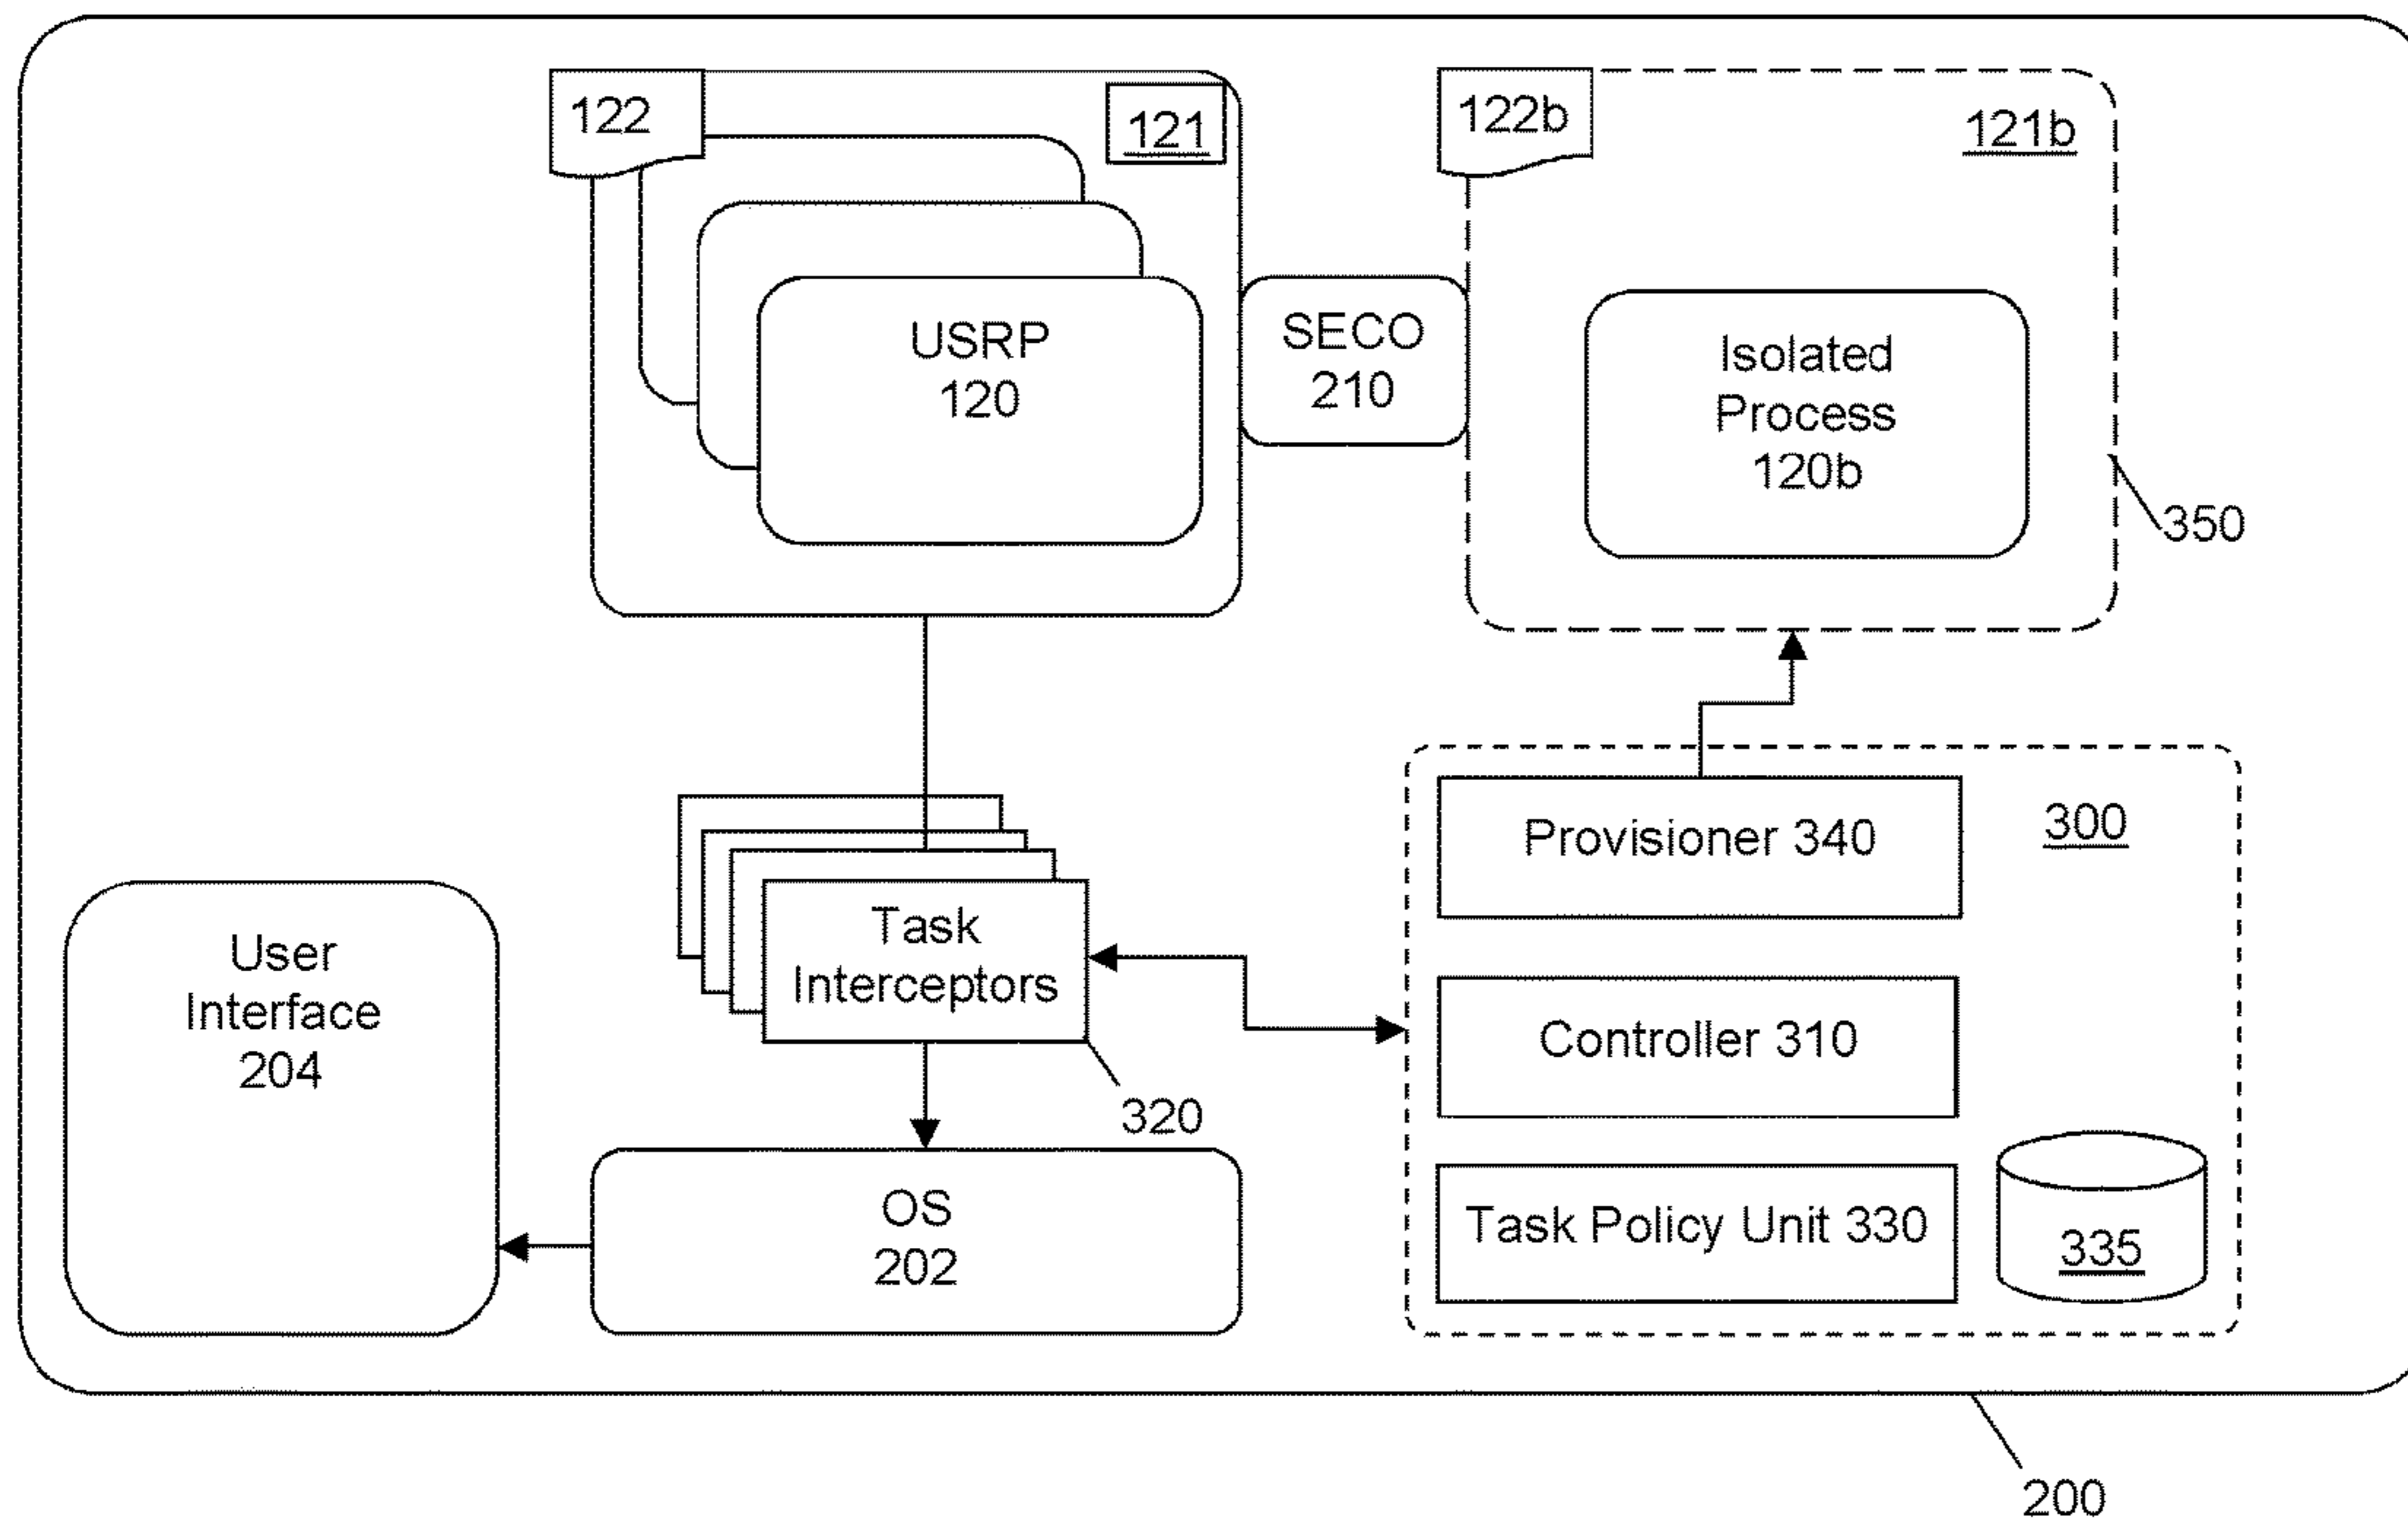 122
121
122b
121b
USRP
120
SECO
210
Isolated
Process
120b
350
Provisioner 340
300
Task
Interceptors
User
Interface
204
Controller 310
320
OS
202
Task Policy Unit 330
335
200